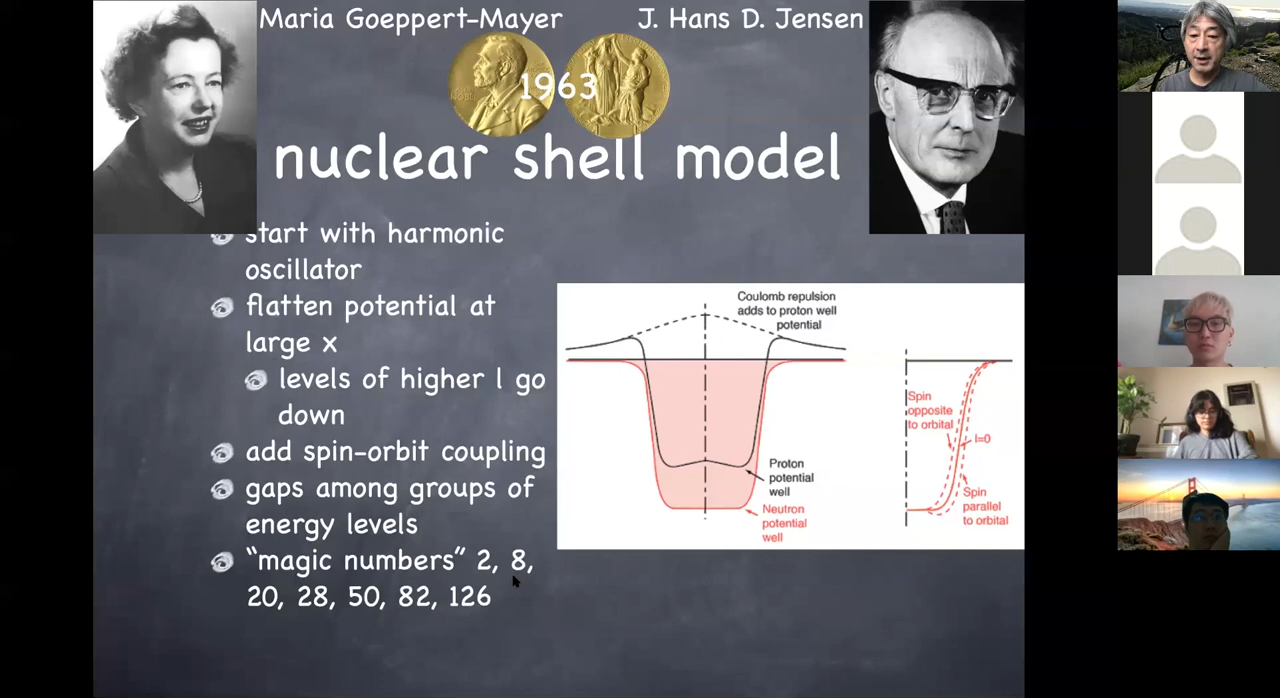 Maria Goeppert-Mayer
J. Hans D. Jensen
1963
nuclear shell model
start with harmonic
oscillator
flatten potential at
large x
levels of higher l go
down
add spin-orbit coupling
gaps among groups of
energy levels
“magic numbers” 2, 8,
20, 28, 50, 82, 126
Coulomb repulsion
adds to proton well
potential
Proton
potential
well
Neutron
potential
well
Spin
opposite
to orbital
l=0
Spin
parallel
to orbital